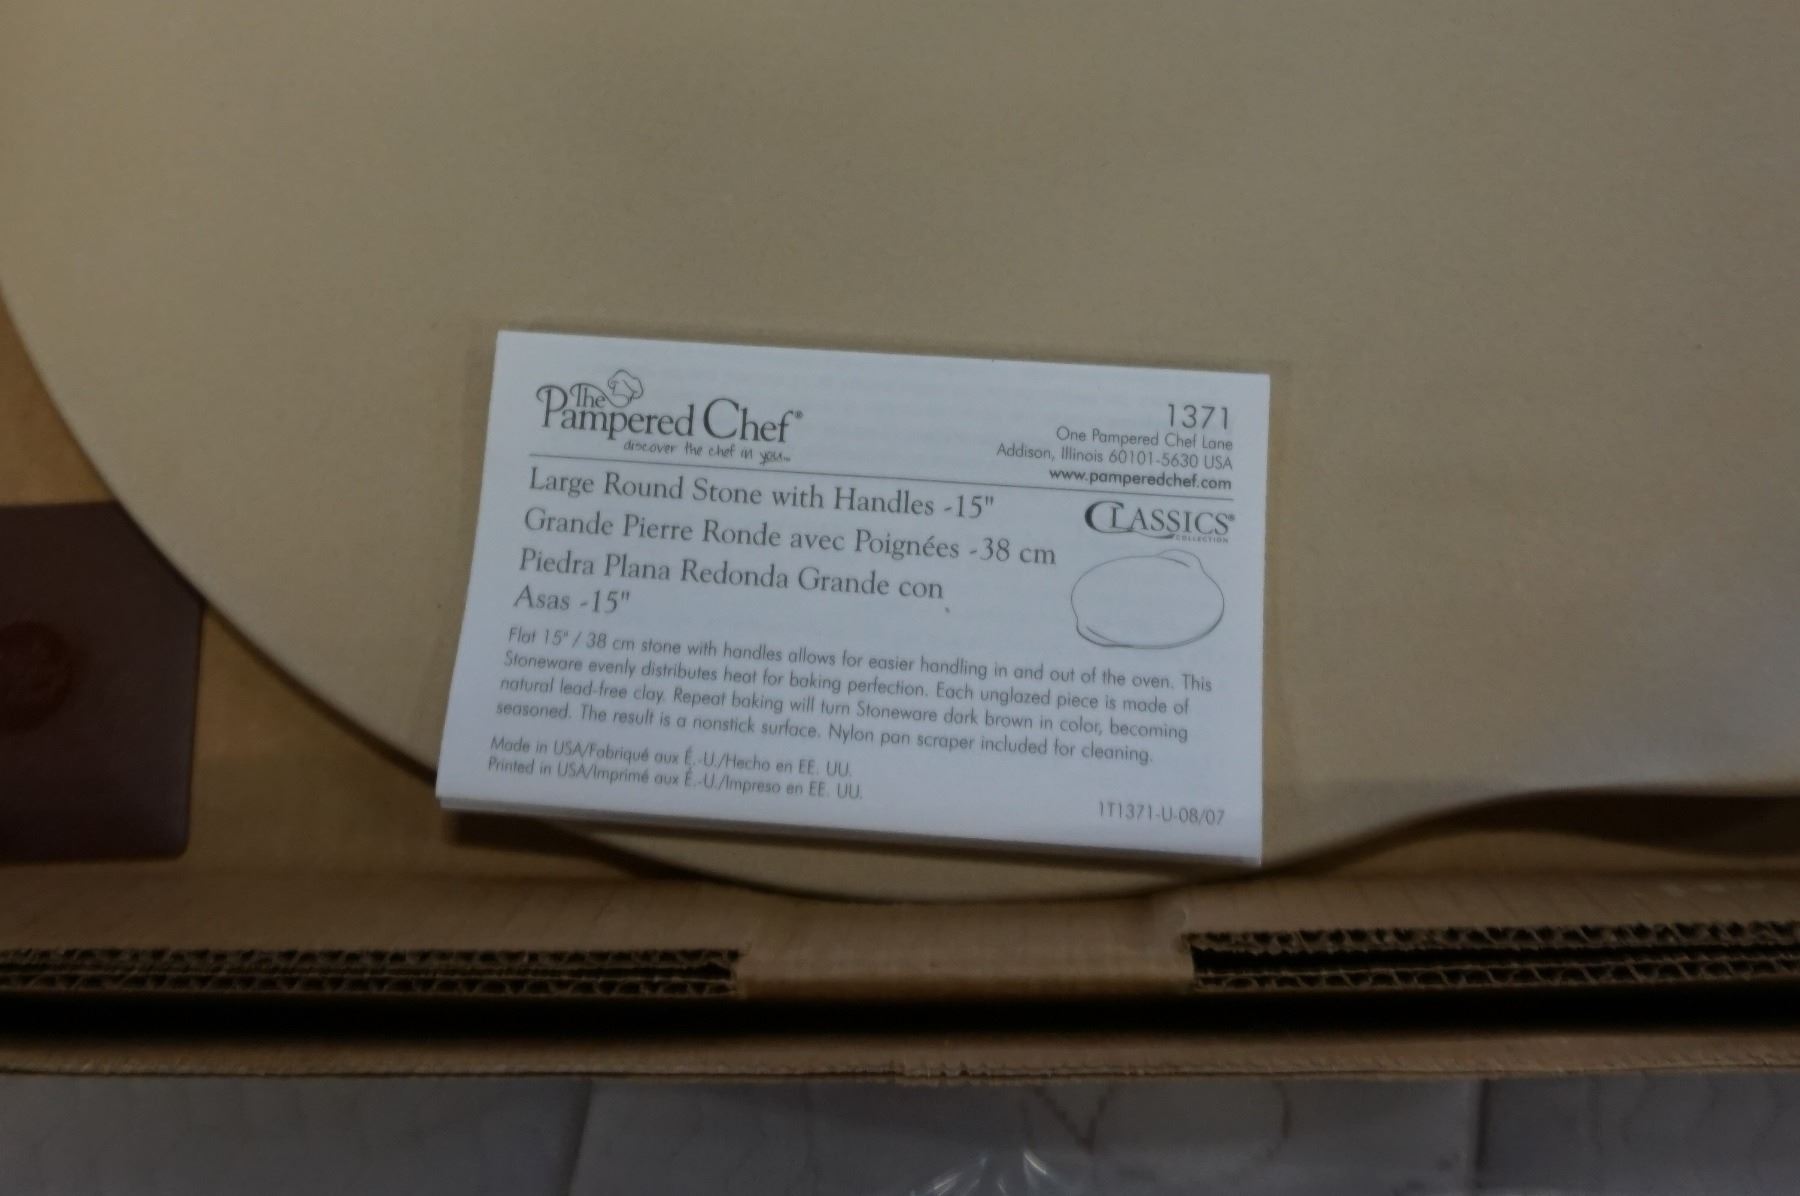 The
Pampered Chef®
discover the chef in you™
1371
One Pampered Chef Lane
Addison, Illinois 60101-5630 USA
www.pamperedchef.com
Large Round Stone with Handles -15"
Grande Pierre Ronde avec Poignées -38 cm
Piedra Plana Redonda Grande con
Asas -15"
CLASSICS®
COLLECTION
Flat 15" / 38 cm stone with handles allows for easier handling in and out of the oven. This
Stoneware evenly distributes heat for baking perfection. Each unglazed piece is made of
natural lead-free clay. Repeat baking will turn Stoneware dark brown in color, becoming
seasoned. The result is a nonstick surface. Nylon pan scraper included for cleaning.
Made in USA/Fabriqué aux É.-U./Hecho en EE. UU.
Printed in USA/Imprimé aux É.-U./Impreso en EE. UU.
1T1371-U-08/07